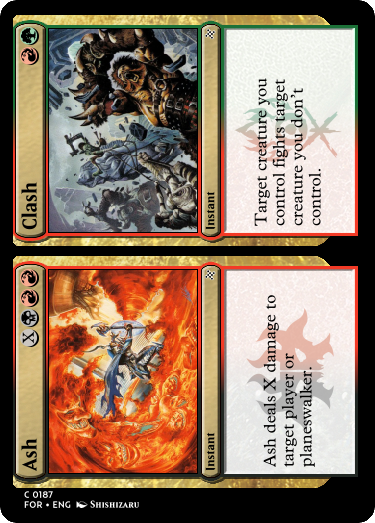 Clash
Instant
Target creature you
control fights target
creature you don't
control.
Ash
X
Instant
Ash deals X damage to
target player or
planeswalker.
C 0187
FOR • ENG Shishizaru